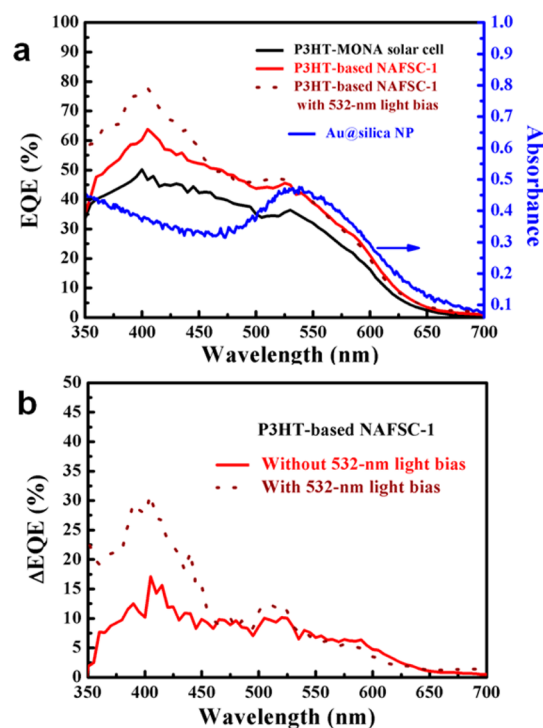 a
100
90
80
70
60
50
40
30
20
10
0
EQE (%)
P3HT-MONA solar cell
P3HT-based NAFSC-1
P3HT-based NAFSC-1
with 532-nm light bias
Au@silica NP
1.0
0.9
0.8
0.7
0.6
0.5
0.4
0.3
0.2
0.1
Absorbance
350 400 450 500 550 600 650 700
Wavelength (nm)
b
50
45
40
35
30
25
20
15
10
5
0
ΔEQE (%)
P3HT-based NAFSC-1
Without 532-nm light bias
With 532-nm light bias
350 400 450 500 550 600 650 700
Wavelength (nm)